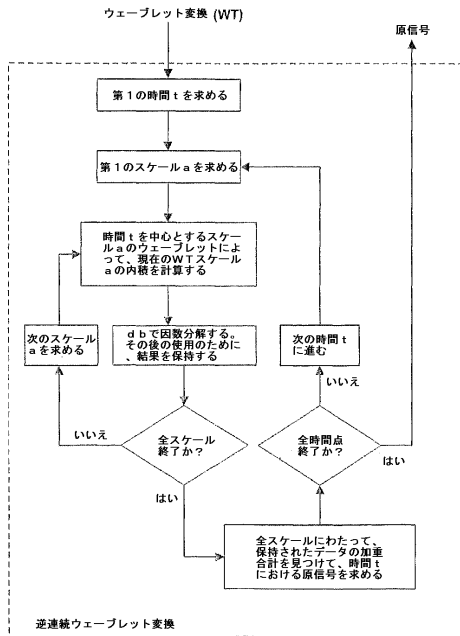 ウェーブレット変換 (WT)
原信号
第1の時間tを求める
第1のスケールaを求める
時間tを中心とするスケー
ルaのウェーブレットによ
って、現在のWTスケール
aの内積を計算する
次のスケール
aを求める
dbで因数分解する。
その後の使用のために
、結果を保持する
次の時間t
に進む
いいえ
いいえ
全スケール
終了か?
全時間点
終了か?
はい
はい
全スケールにわたって、
保持されたデータの加重
合計を見つけて、時間t
における原信号を求める
逆連続ウェーブレット変換